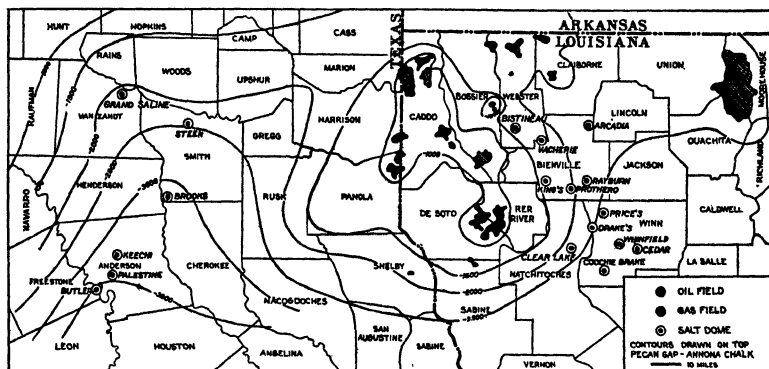 ARKANSAS
LOUISIANA
TEXAS
HUNT
HOPKINS
CAMP
CASS
RAINS
WOODS
UPSHUR
MARION
KAUFMAN
VAN ZANDT
GRAND SALINE
STEEN
SMITH
GREGG
HARRISON
CADDO
BOSSIER
WEBSTER
CLAIBORNE
UNION
MOREHOUSE
BISTINEAU
LINCOLN
ARCADIA
VACHERIE
OUACHITA
RICHLAND
BIENVILLE
JACKSON
HENDERSON
NAVARRO
BROOKS
RUSK
PANOLA
DE SOTO
RED
RIVER
KING'S
PROTHRO
RAYBURN
PRICE'S
WINN
CALDWELL
DRAKE'S
WINNFIELD
CEDAR
KEECHI
ANDERSON
PALESTINE
FREESTONE
BUTLER
CHEROKEE
SHELBY
CLEAR LAKE
NATCHITOCHES
COOCHIE BRAKE
LA SALLE
NACOGDOCHES
SABINE
-1500
-2000
-3000
LEON
HOUSTON
ANGELINA
SAN
AUGUSTINE
SABINE
VERNON
OIL FIELD
GAS FIELD
SALT DOME
CONTOURS DRAWN ON TOP
PECAN GAP - ANNONA CHALK
10 MILES